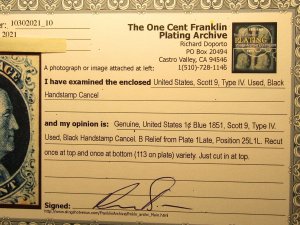 er: 10302021_10
2021
The One Cent Franklin
Plating Archive
Richard Doporto
PO Box 20494
Castro Valley, CA 94546
1(510)-728-1146
PLATING
A photograph or image attached at left:
I have examined the enclosed United States, Scott 9, Type IV. Used, Black
Handstamp Cancel
and my opinion is: Genuine, United States 1¢ Blue 1851, Scott 9, Type IV.
Used, Black Handstamp Cancel. B Relief from Plate 1Late, Position 25L1L. Recut
once at top and once at bottom (113 on plate) variety. Just cut in at top.
Signed: